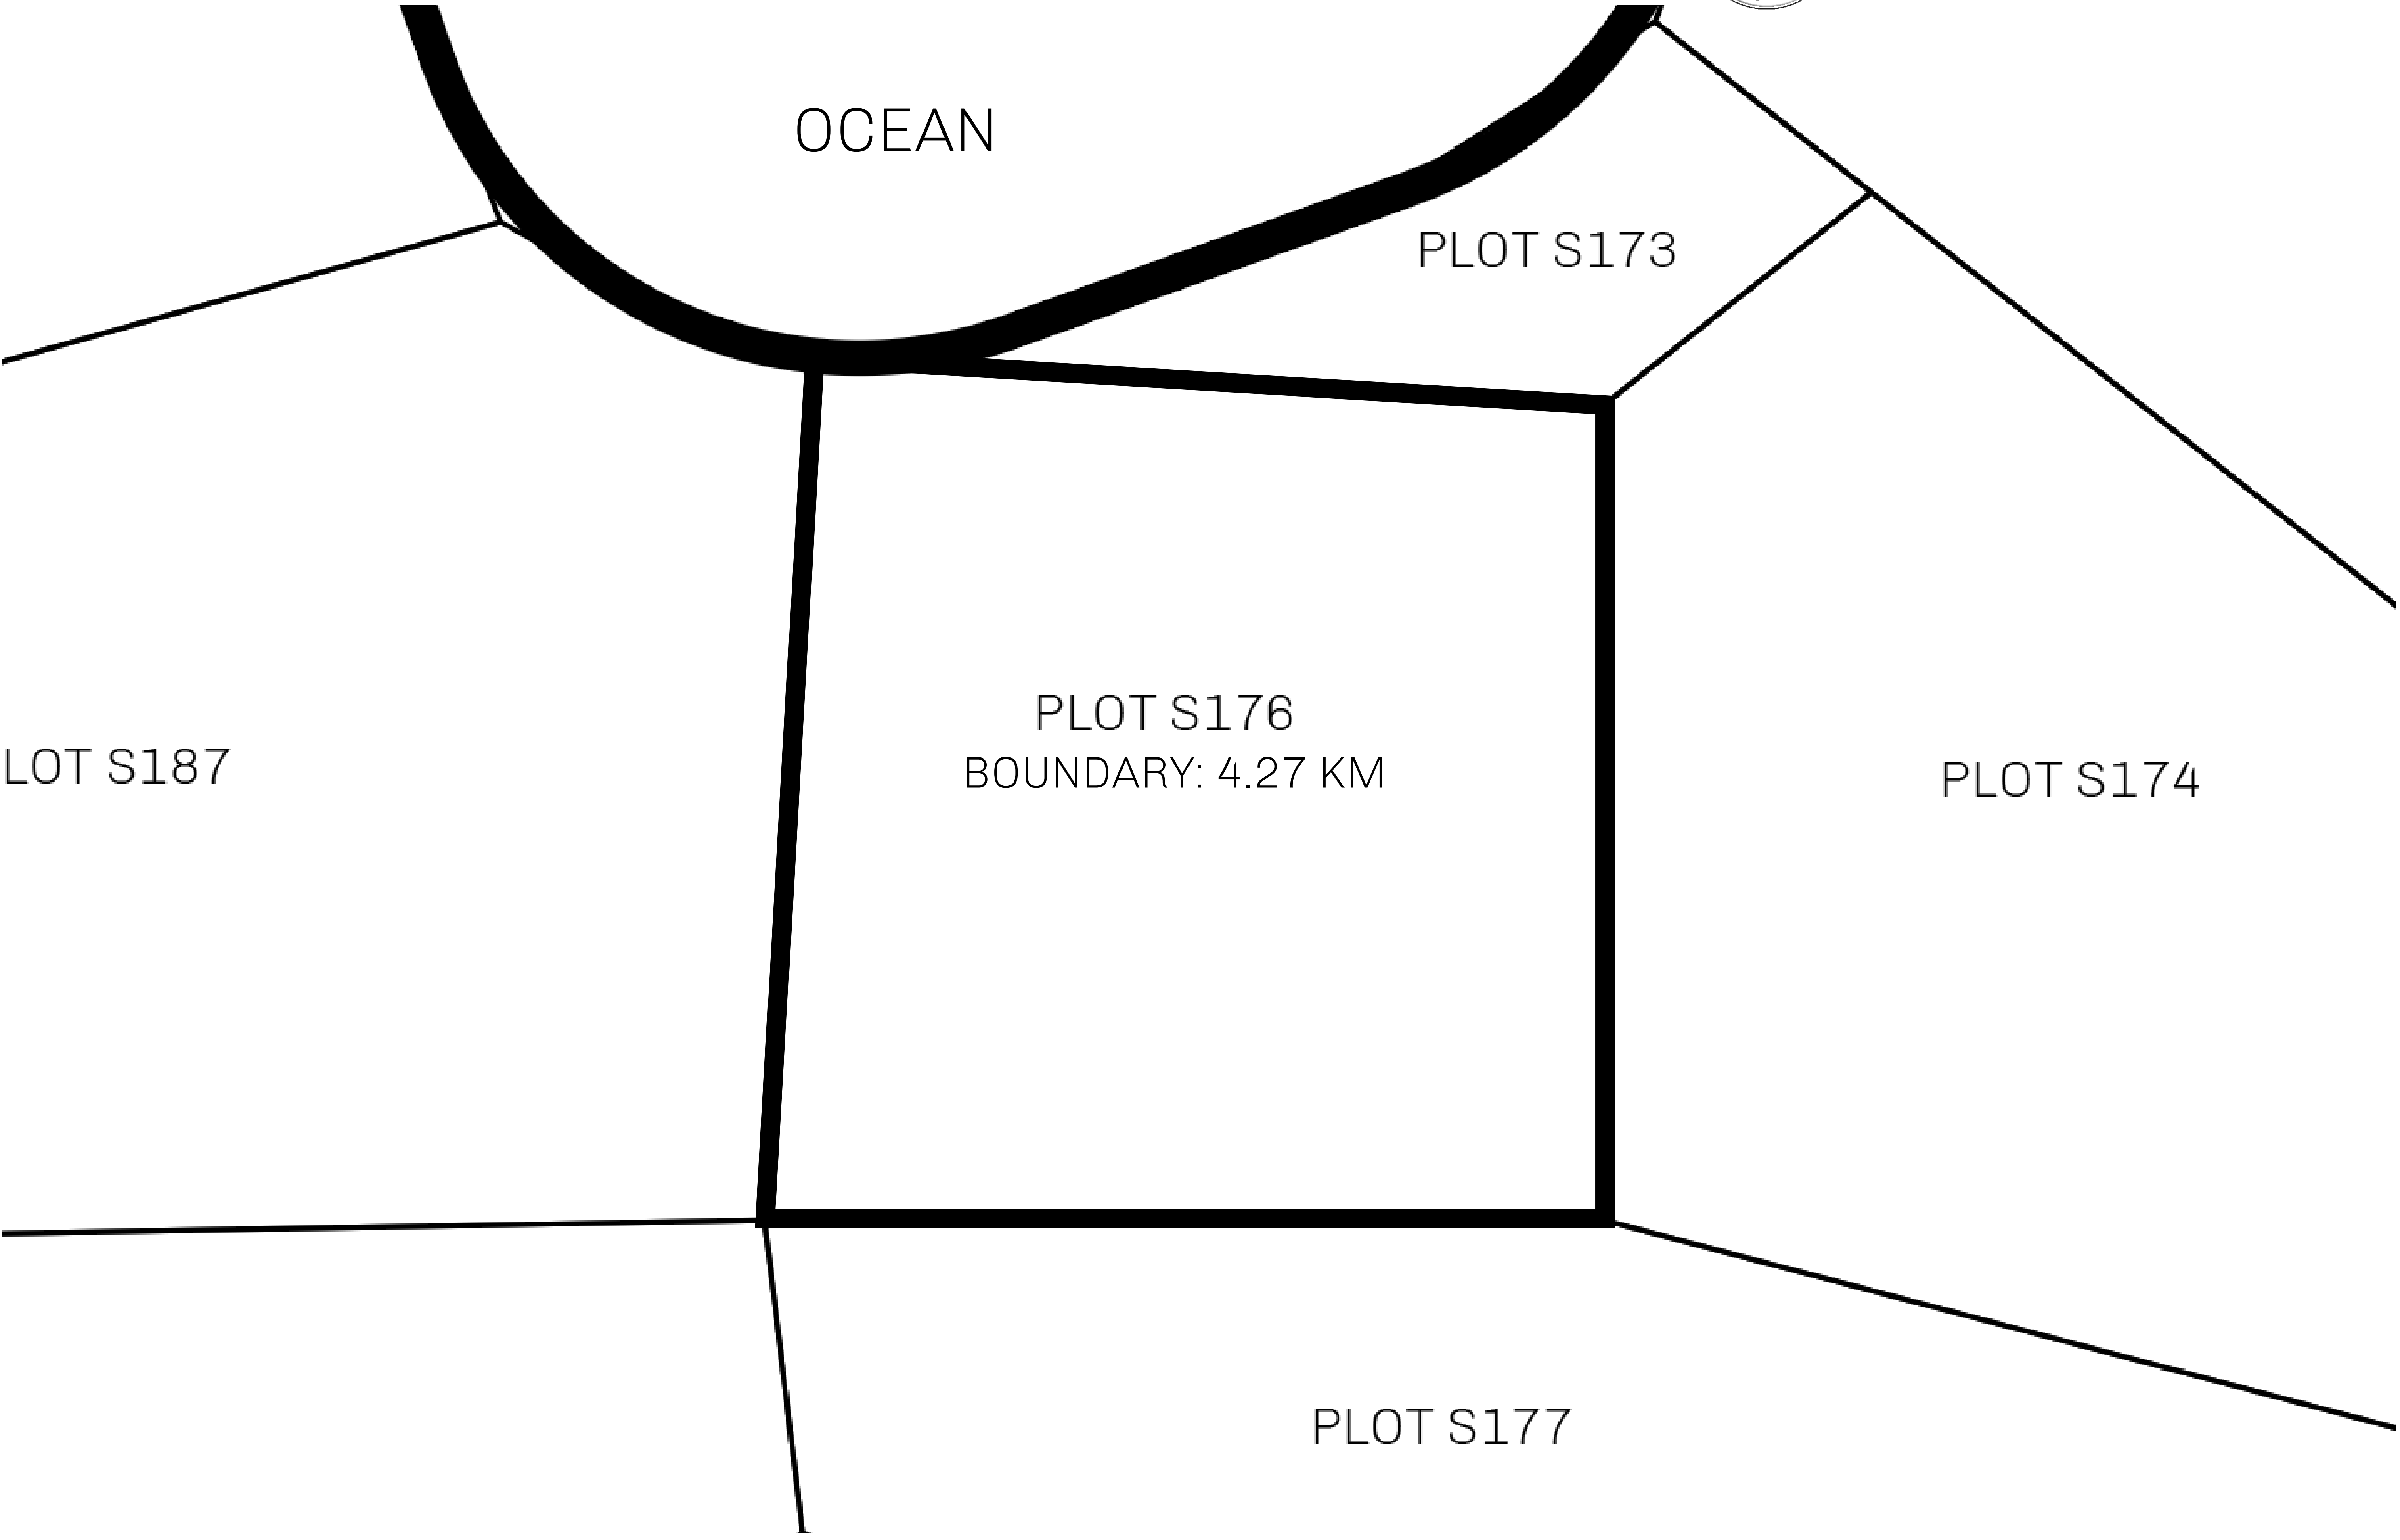 OCEAN
PLOT S173
PLOT S176
BOUNDARY: 4.27 KM
LOT S187
PLOT S174
PLOT S177